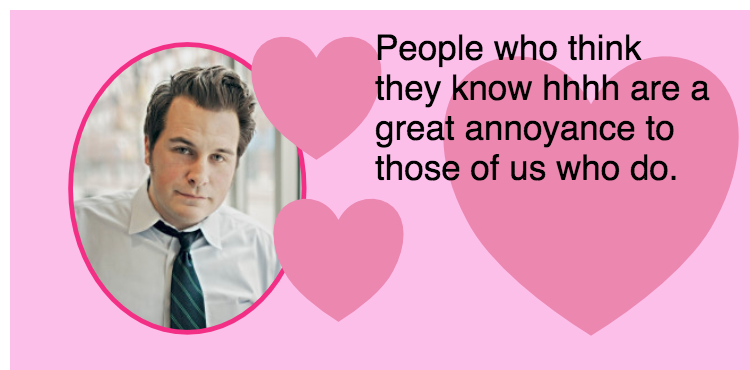 People who think
they know hhhh are a
great annoyance to
those of us who do.